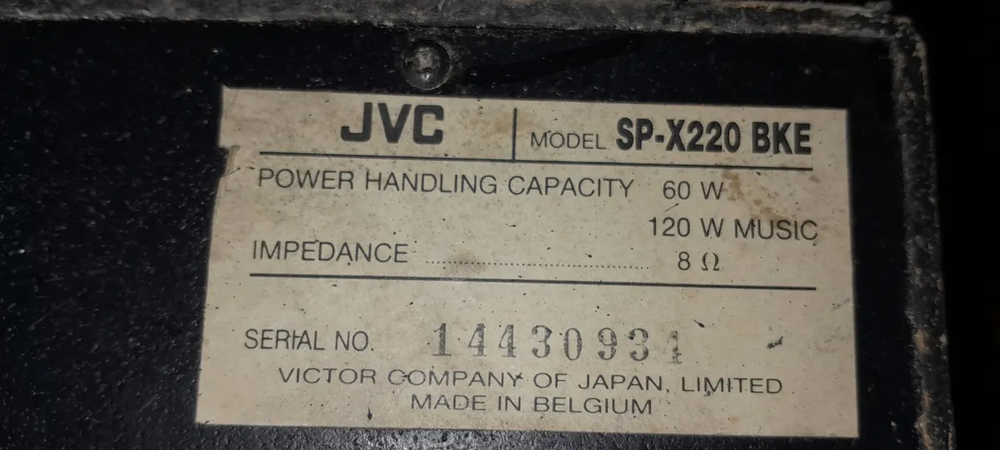 JVC MODEL SP-X220 BKE
POWER HANDLING CAPACITY 60 W
120 W MUSIC
IMPEDANCE ........................................ 8 Ω
SERIAL NO. 14430934
VICTOR COMPANY OF JAPAN, LIMITED
MADE IN BELGIUM